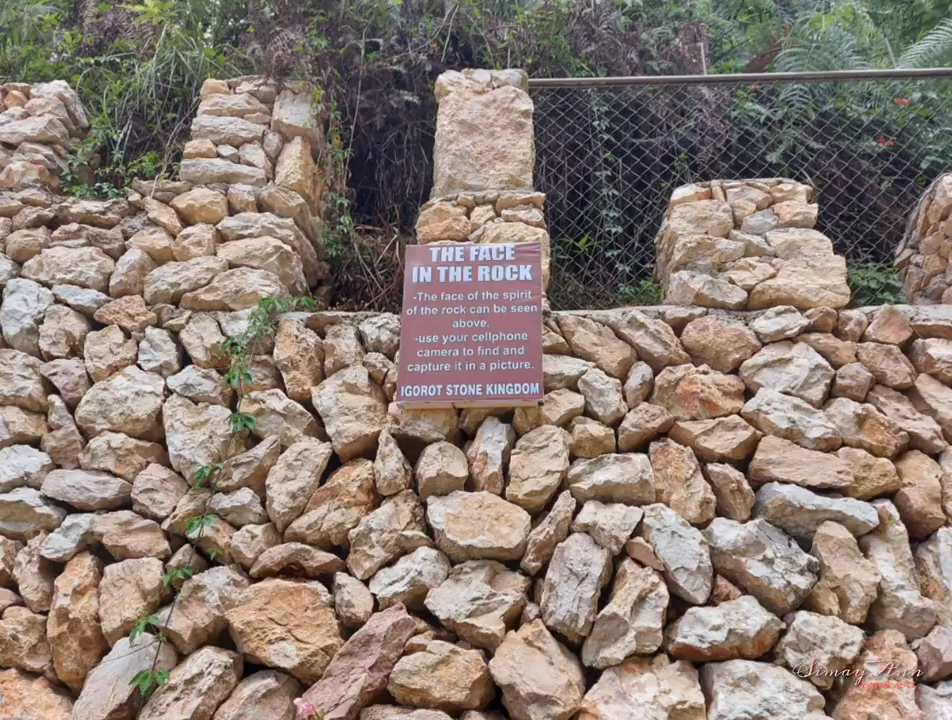 THE FACE
IN THE ROCK
-The face of the spirit
of the rock can be seen
above.
-use your cellphone
camera to find and
capture it in a picture.
IGOROT STONE KINGDOM
Simay Ann